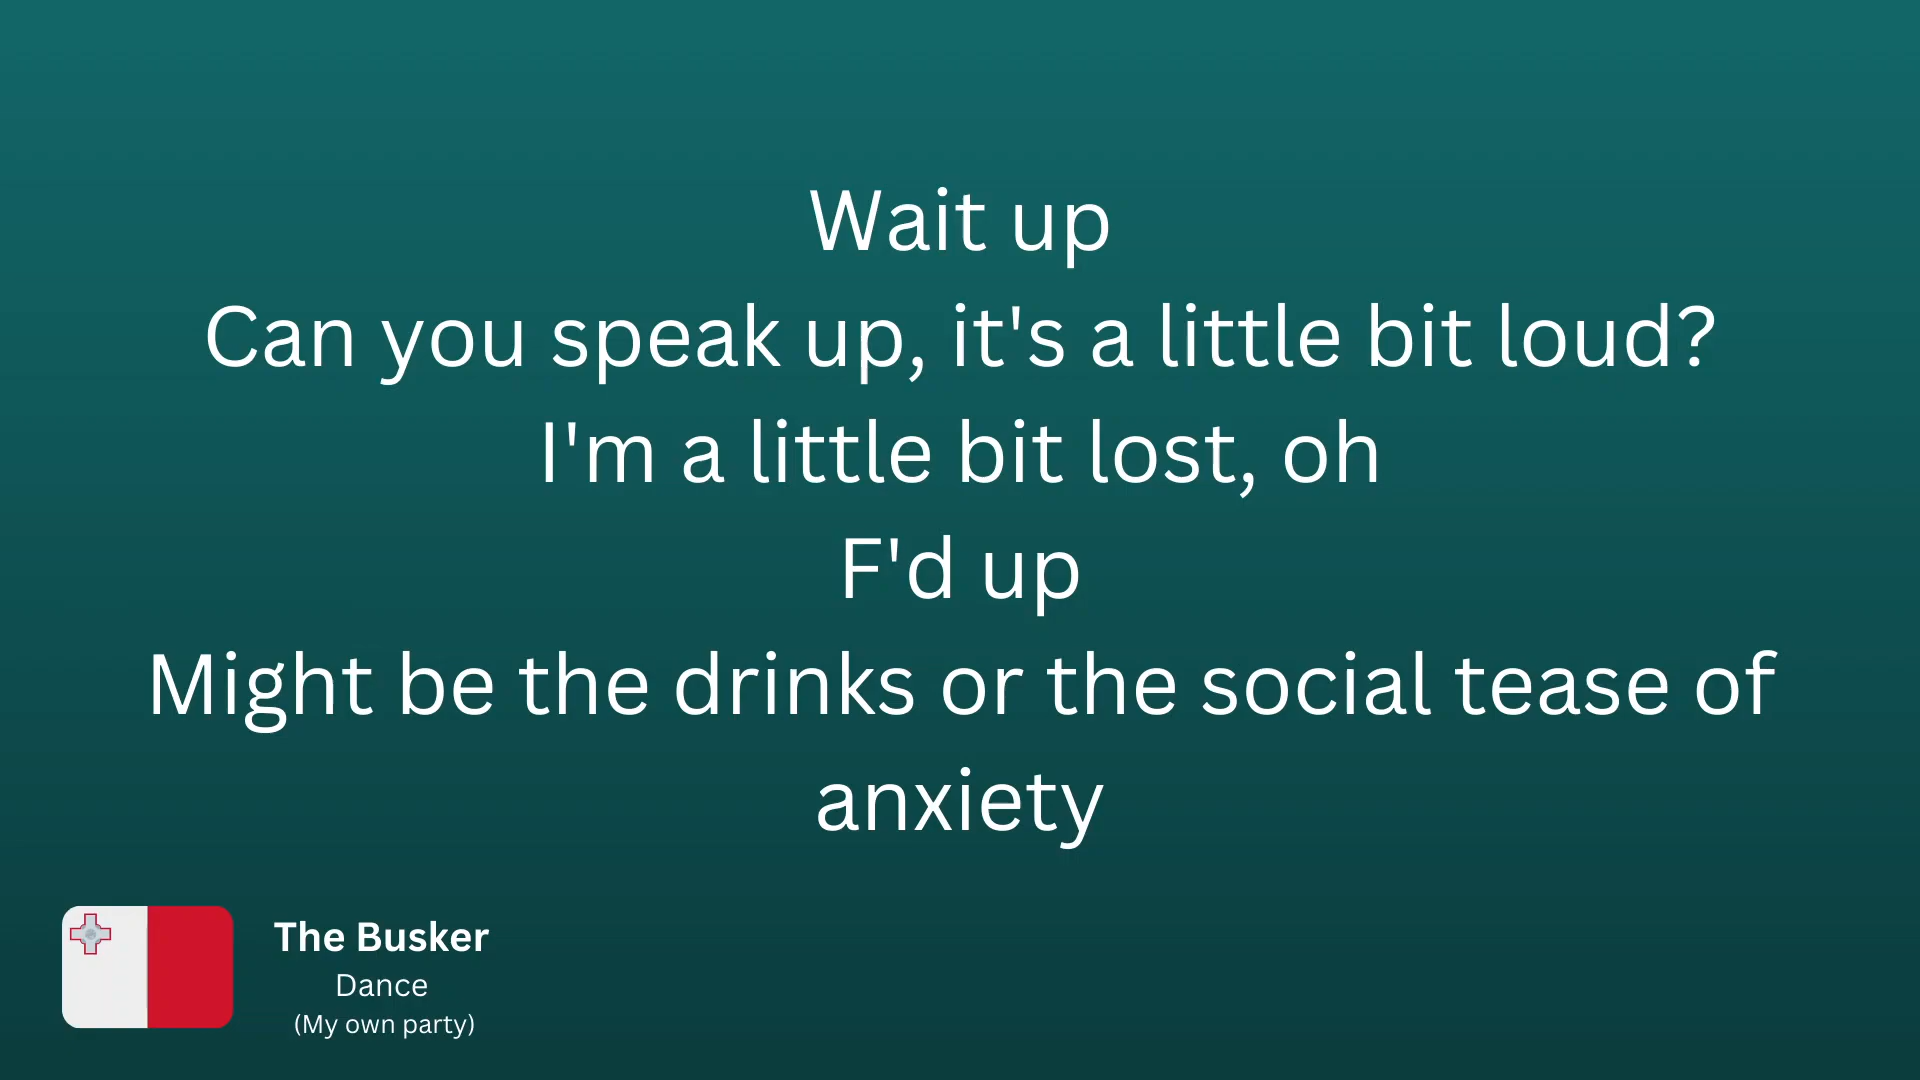 Wait up
Can you speak up, it's a little bit loud?
I'm a little bit lost, oh
F'd up
Might be the drinks or the social tease of
anxiety
The Busker
Dance
(My own party)